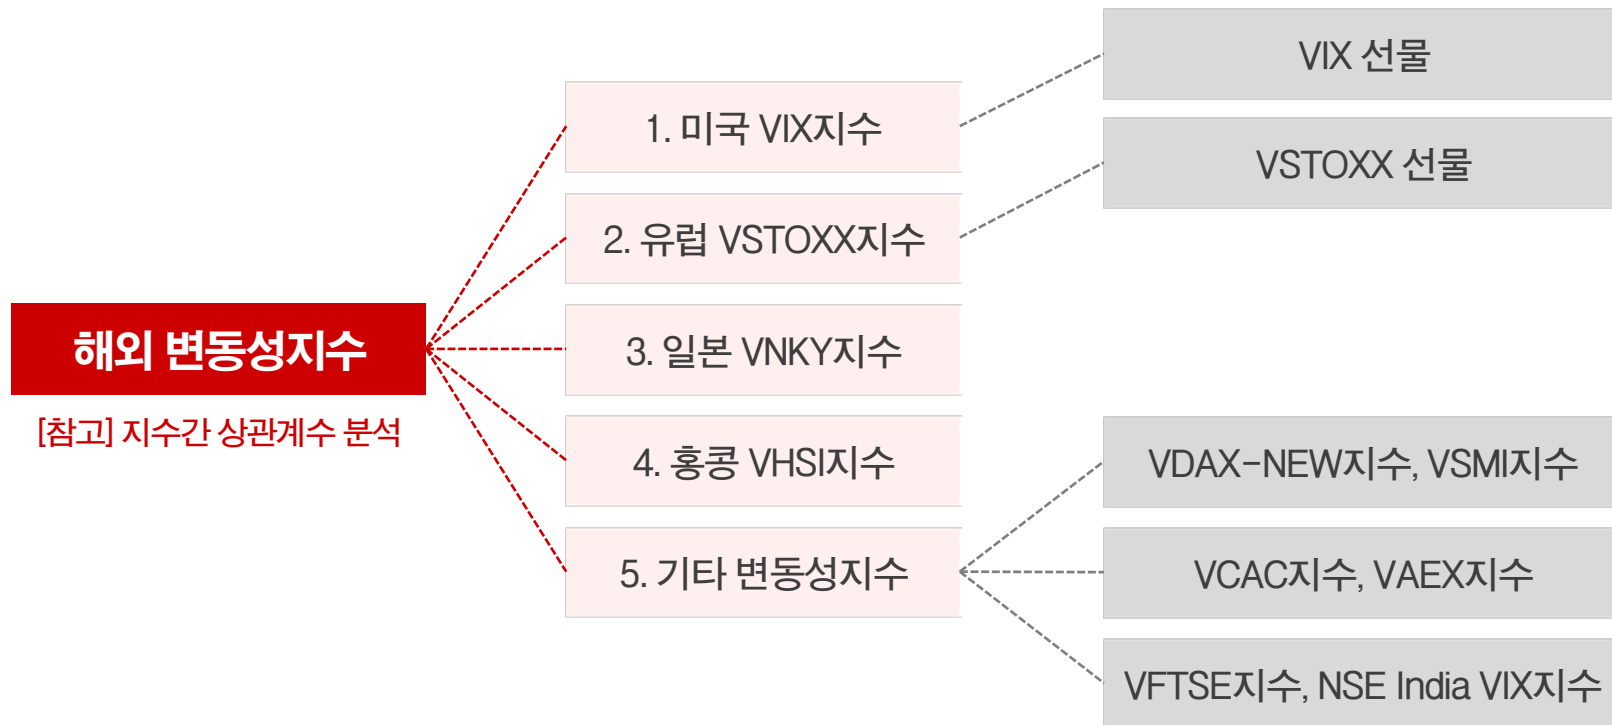 해외 변동성지수
[참고] 지수간 상관계수 분석
1. 미국 VIX지수
2. 유럽 VSTOXX지수
3. 일본 VNKY지수
4. 홍콩 VHSI지수
5. 기타 변동성지수
VIX 선물
VSTOXX 선물
VDAX-NEW지수, VSMI지수
VCAC지수, VAEX지수
VFTSE지수, NSE India VIX지수